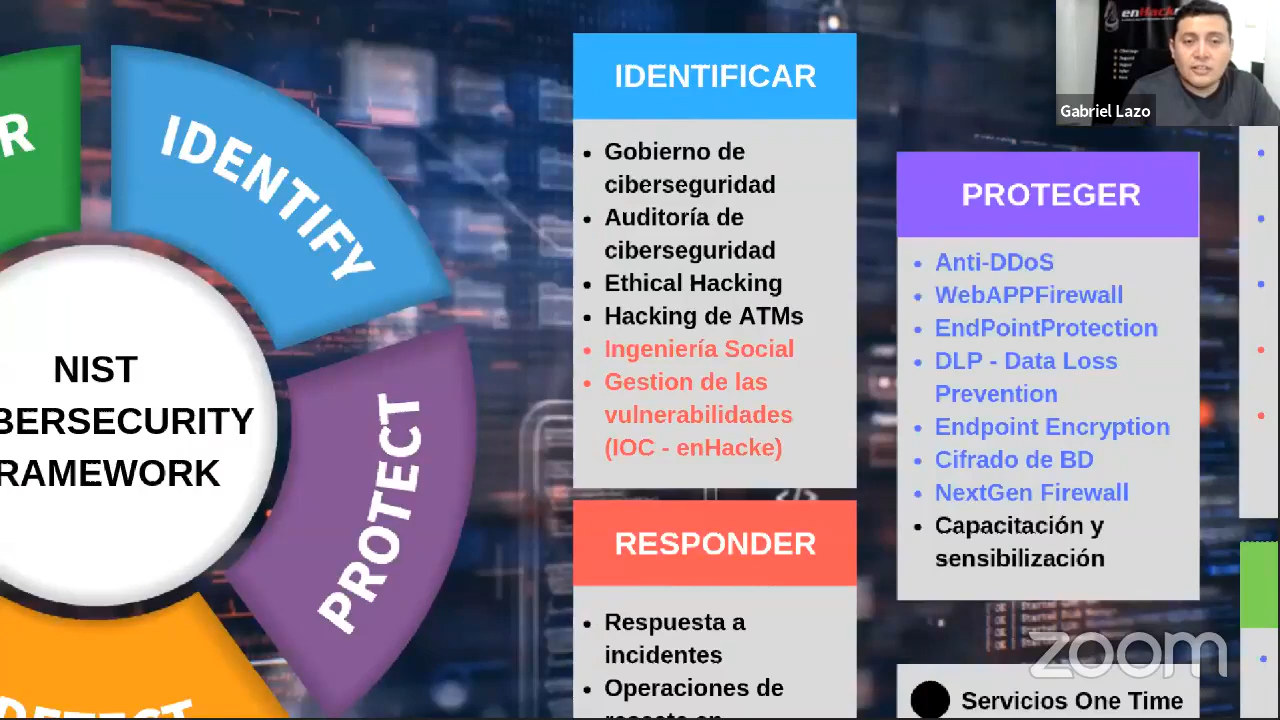 IDENTIFY
PROTECT
NIST
BERSECURITY
RAMEWORK
IDENTIFICAR
• Gobierno de
ciberseguridad
• Auditoría de
ciberseguridad
• Ethical Hacking
• Hacking de ATMs
• Ingeniería Social
• Gestion de las
vulnerabilidades
(IOC - enHacke)
RESPONDER
• Respuesta a
incidentes
• Operaciones de
PROTEGER
• Anti-DDoS
• WebAPPFirewall
• EndPointProtection
• DLP - Data Loss
Prevention
• Endpoint Encryption
• Cifrado de BD
• NextGen Firewall
• Capacitación y
sensibilización
Servicios One Time
Gabriel Lazo
zoom